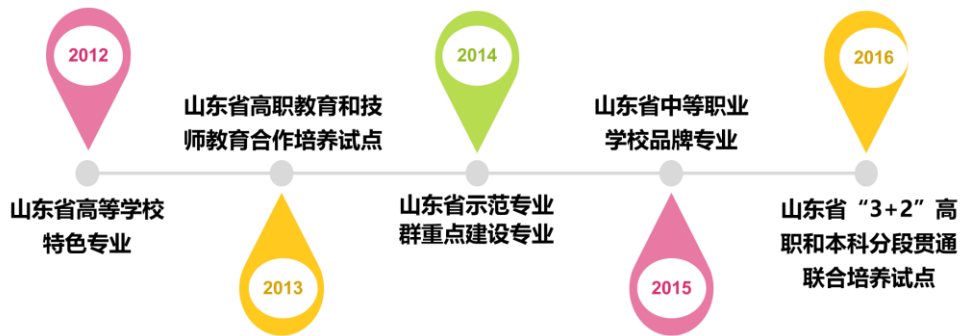 2012
山东省高等学校
特色专业
山东省高职教育和技
师教育合作培养试点
2013
2014
山东省示范专业
群重点建设专业
山东省中等职业
学校品牌专业
2015
2016
山东省“3+2”高
职和本科分段贯通
联合培养试点